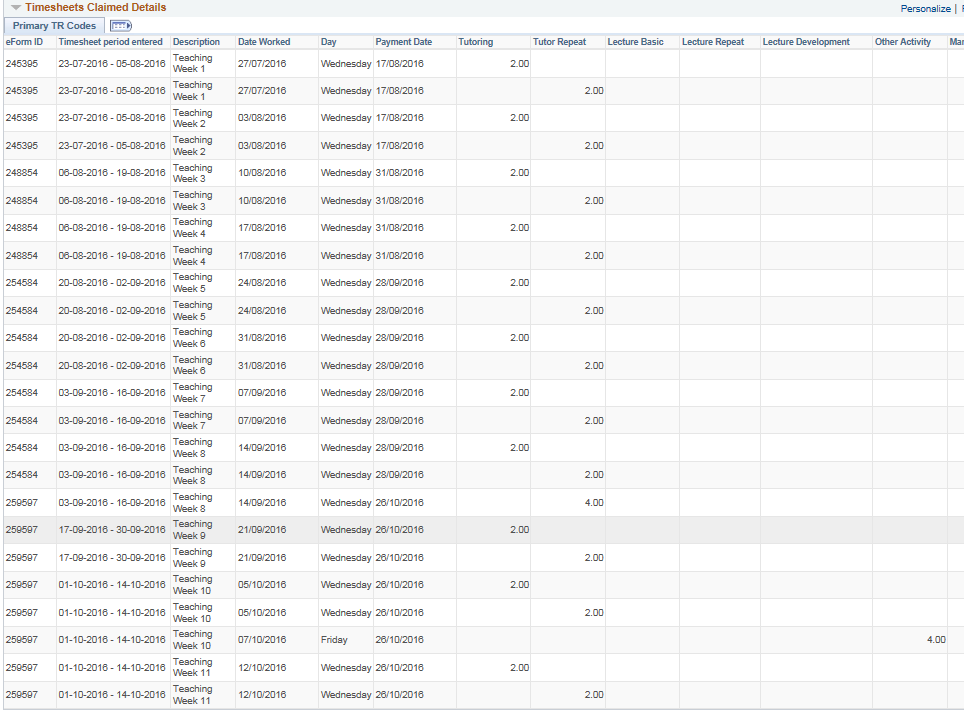 Timesheets Claimed Details
Personalize |
Primary TR Codes
eForm ID Timesheet period entered Description Date Worked Day Payment Date Tutoring Tutor Repeat Lecture Basic Lecture Repeat Lecture Development Other Activity Mar
245395 23-07-2016 - 05-08-2016 Teaching Week 1 27/07/2016 Wednesday 17/08/2016 2.00
245395 23-07-2016 - 05-08-2016 Teaching Week 1 27/07/2016 Wednesday 17/08/2016 2.00
245395 23-07-2016 - 05-08-2016 Teaching Week 2 03/08/2016 Wednesday 17/08/2016 2.00
245395 23-07-2016 - 05-08-2016 Teaching Week 2 03/08/2016 Wednesday 17/08/2016 2.00
248854 06-08-2016 - 19-08-2016 Teaching Week 3 10/08/2016 Wednesday 31/08/2016 2.00
248854 06-08-2016 - 19-08-2016 Teaching Week 3 10/08/2016 Wednesday 31/08/2016 2.00
248854 06-08-2016 - 19-08-2016 Teaching Week 4 17/08/2016 Wednesday 31/08/2016 2.00
248854 06-08-2016 - 19-08-2016 Teaching Week 4 17/08/2016 Wednesday 31/08/2016 2.00
254584 20-08-2016 - 02-09-2016 Teaching Week 5 24/08/2016 Wednesday 28/09/2016 2.00
254584 20-08-2016 - 02-09-2016 Teaching Week 5 24/08/2016 Wednesday 28/09/2016 2.00
254584 20-08-2016 - 02-09-2016 Teaching Week 6 31/08/2016 Wednesday 28/09/2016 2.00
254584 20-08-2016 - 02-09-2016 Teaching Week 6 31/08/2016 Wednesday 28/09/2016 2.00
254584 03-09-2016 - 16-09-2016 Teaching Week 7 07/09/2016 Wednesday 28/09/2016 2.00
254584 03-09-2016 - 16-09-2016 Teaching Week 7 07/09/2016 Wednesday 28/09/2016 2.00
254584 03-09-2016 - 16-09-2016 Teaching Week 8 14/09/2016 Wednesday 28/09/2016 2.00
254584 03-09-2016 - 16-09-2016 Teaching Week 8 14/09/2016 Wednesday 28/09/2016 2.00
259597 03-09-2016 - 16-09-2016 Teaching Week 8 14/09/2016 Wednesday 26/10/2016 4.00
259597 17-09-2016 - 30-09-2016 Teaching Week 9 21/09/2016 Wednesday 26/10/2016 2.00
259597 17-09-2016 - 30-09-2016 Teaching Week 9 21/09/2016 Wednesday 26/10/2016 2.00
259597 01-10-2016 - 14-10-2016 Teaching Week 10 05/10/2016 Wednesday 26/10/2016 2.00
259597 01-10-2016 - 14-10-2016 Teaching Week 10 05/10/2016 Wednesday 26/10/2016 2.00
259597 01-10-2016 - 14-10-2016 Teaching Week 10 07/10/2016 Friday 26/10/2016 4.00
259597 01-10-2016 - 14-10-2016 Teaching Week 11 12/10/2016 Wednesday 26/10/2016 2.00
259597 01-10-2016 - 14-10-2016 Teaching Week 11 12/10/2016 Wednesday 26/10/2016 2.00